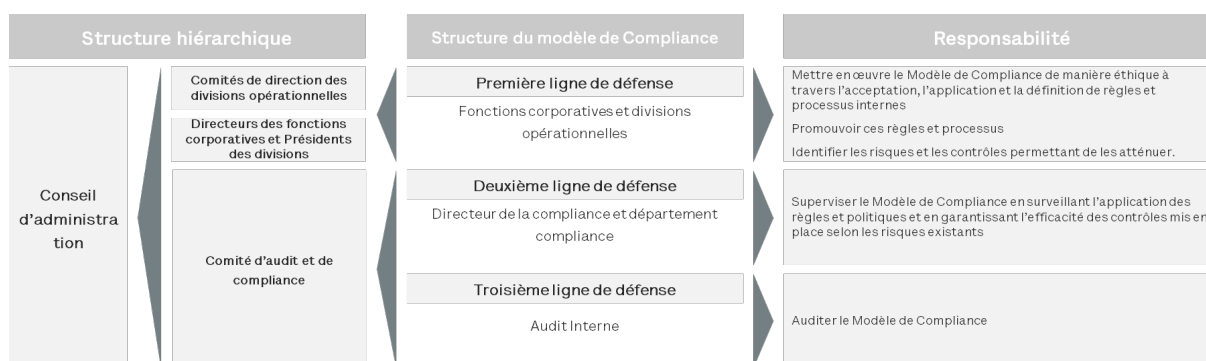 Structure hiérarchique
Structure du modèle de Compliance
Responsabilité
Conseil
d'administra
tion
Comités de direction des
divisions opérationnelles
Directeurs des fonctions
corporatives et Présidents
des divisions
Comité d'audit et de
compliance
Première ligne de défense
Fonctions corporatives et divisions
opérationnelles
Deuxième ligne de défense
Directeur de la compliance et département
compliance
Troisième ligne de défense
Audit Interne
Mettre en œuvre le Modèle de Compliance de manière éthique à
travers l'acceptation, l'application et la définition de règles et
processus internes
Promouvoir ces règles et processus
Identifier les risques et les contrôles permettant de les atténuer.
Superviser le Modèle de Compliance en surveillant l'application des
règles et politiques et en garantissant l'efficacité des contrôles mis en
place selon les risques existants
Auditer le Modèle de Compliance